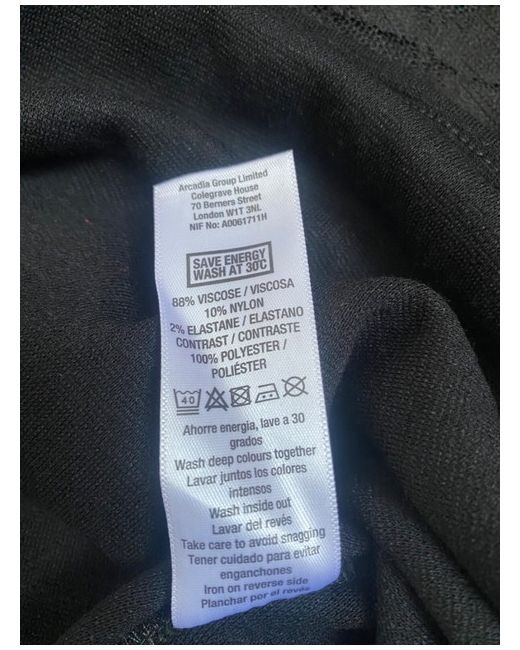 Arcadia Group Limited
Colegrave House
70 Berners Street
London W1T 3NL
NIF No: A0061711H
SAVE ENERGY
WASH AT 30°C
88% VISCOSE / VISCOSA
10% NYLON
2% ELASTANE / ELASTANO
CONTRAST / CONTRASTE
100% POLYESTER /
POLIÉSTER
40
Ahorre energia, lave a 30
grados
Wash deep colours together
Lavar juntos los colores
intensos
Wash inside out
Lavar del revés
Take care to avoid snagging
Tener cuidado para evitar
enganchones
Iron on reverse side
Planchar por el revés